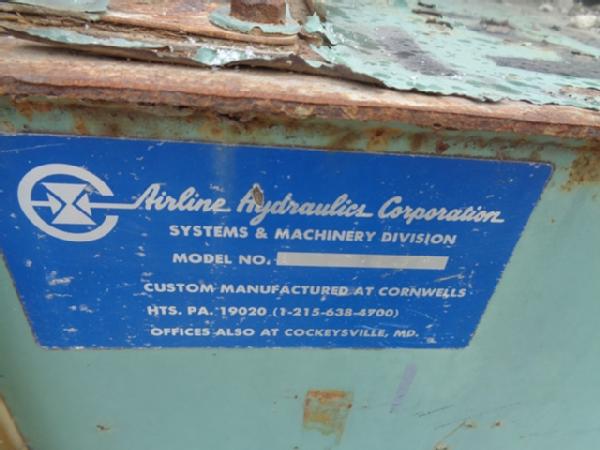 Airline Hydraulics Corporation
SYSTEMS & MACHINERY DIVISION
MODEL NO.
CUSTOM MANUFACTURED AT CORNWELLS
HTS. PA. 19020 (1-215-638-4700)
OFFICES ALSO AT COCKEYSVILLE, MD.